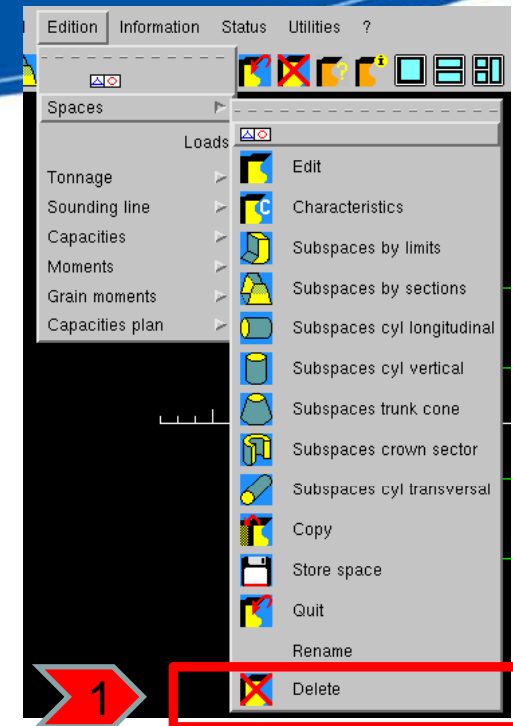 Edition Information Status Utilities ?
Spaces
Loads
Tonnage
Sounding line
Capacities
Moments
Grain moments
Capacities plan
Edit
Characteristics
Subspaces by limits
Subspaces by sections
Subspaces cyl longitudinal
Subspaces cyl vertical
Subspaces trunk cone
Subspaces crown sector
Subspaces cyl transversal
Copy
Store space
Quit
Rename
1 Delete